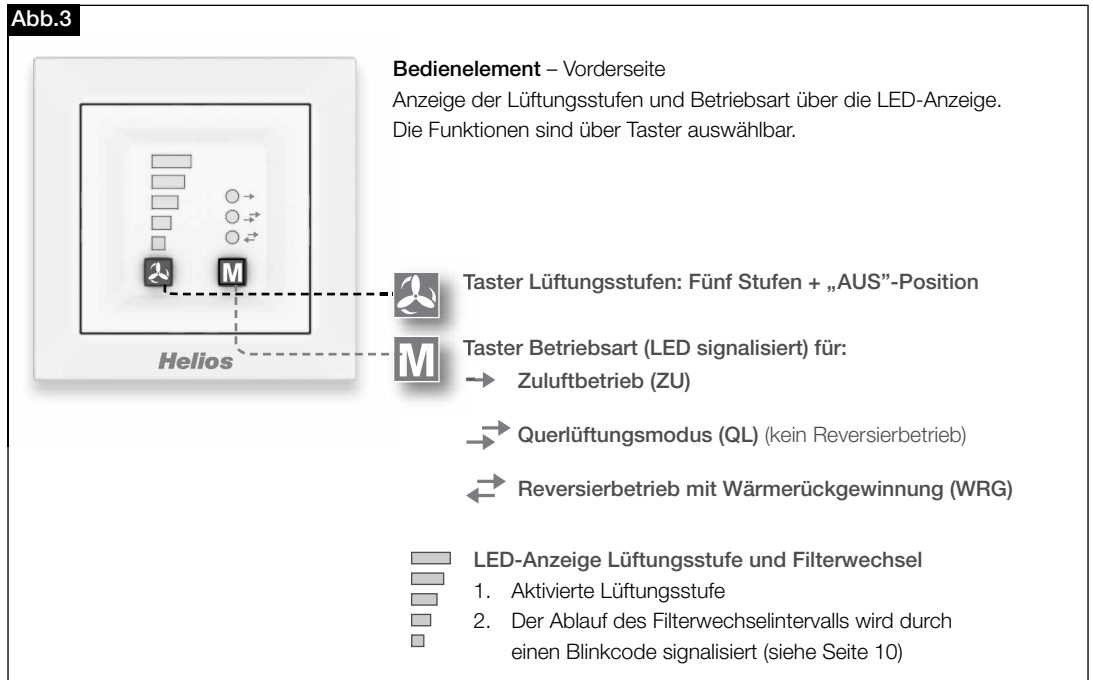 Abb.3
Bedienelement – Vorderseite
Anzeige der Lüftungsstufen und Betriebsart über die LED-Anzeige.
Die Funktionen sind über Taster auswählbar.
M
Helios
Taster Lüftungsstufen: Fünf Stufen + „AUS”-Position
M
Taster Betriebsart (LED signalisiert) für:
Zuluftbetrieb (ZU)
Querlüftungsmodus (QL) (kein Reversierbetrieb)
Reversierbetrieb mit Wärmerückgewinnung (WRG)
LED-Anzeige Lüftungsstufe und Filterwechsel
1. Aktivierte Lüftungsstufe
2. Der Ablauf des Filterwechselintervalls wird durch
einen Blinkcode signalisiert (siehe Seite 10)